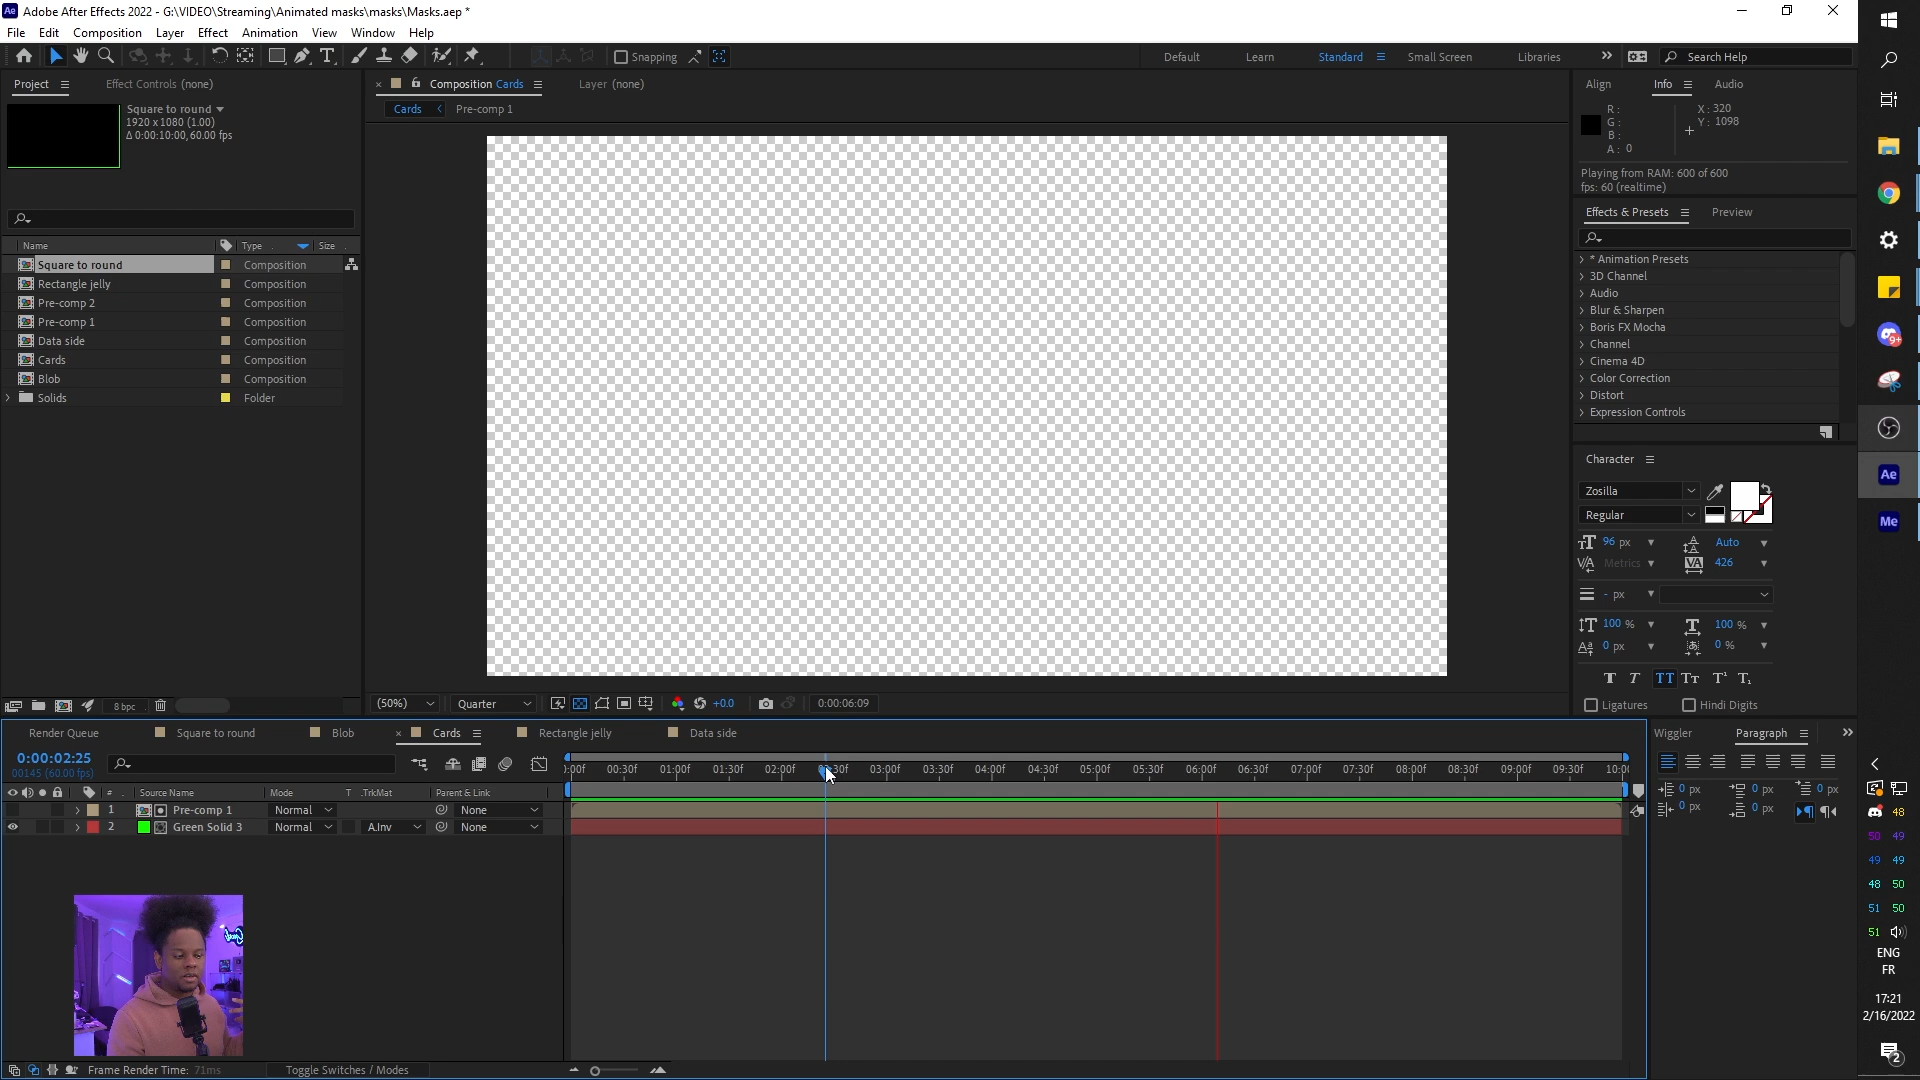 Adobe After Effects 2022 - G:\VIDEO\Streaming\Animated masks\masks\Masks.aep *
File Edit Composition Layer Effect Animation View Window Help
Snapping
Default Learn Standard Small Screen Libraries
Search Help
Project
Effect Controls (none)
Composition Cards
Layer (none)
Align Info Audio
Cards Pre-comp 1
Square to round
1920 x 1080 (1.00)
Δ 0:00:10:00, 60.00 fps
R :
G :
B :
A : 0
X : 320
Y : 1098
Playing from RAM: 600 of 600
fps: 60 (realtime)
Effects & Presets Preview
Name Type Size
Square to round Composition
Rectangle jelly Composition
Pre-comp 2 Composition
Pre-comp 1 Composition
Data side Composition
Cards Composition
Blob Composition
Solids Folder
* Animation Presets
3D Channel
Audio
Blur & Sharpen
Boris FX Mocha
Channel
Cinema 4D
Color Correction
Distort
Expression Controls
Character
Zosilla
Regular
96 px Auto
Metrics 426
- px
100 % 100 %
0 px 0 %
T T TT Tт T¹ T₁
Ligatures Hindi Digits
8 bpc
(50%) Quarter +0.0 0:00:06:09
Render Queue Square to round Blob Cards Rectangle jelly Data side
Wiggler Paragraph
0:00:02:25
00145 (60.00 fps)
:00f 00:30f 01:00f 01:30f 02:00f 03:00f 03:30f 04:00f 04:30f 05:00f 05:30f 06:00f 06:30f 07:00f 07:30f 08:00f 08:30f 09:00f 09:30f 10:0
# Source Name Mode T .TrkMat Parent & Link
1 Pre-comp 1 Normal None
2 Green Solid 3 Normal A.Inv None
0 px 0 px 0 px
0 px 0 px
Frame Render Time: 71ms
Toggle Switches / Modes
Ae
Me
9+
48
50 49
49 49
48 50
51 50
51
ENG
FR
17:21
2/16/2022
2